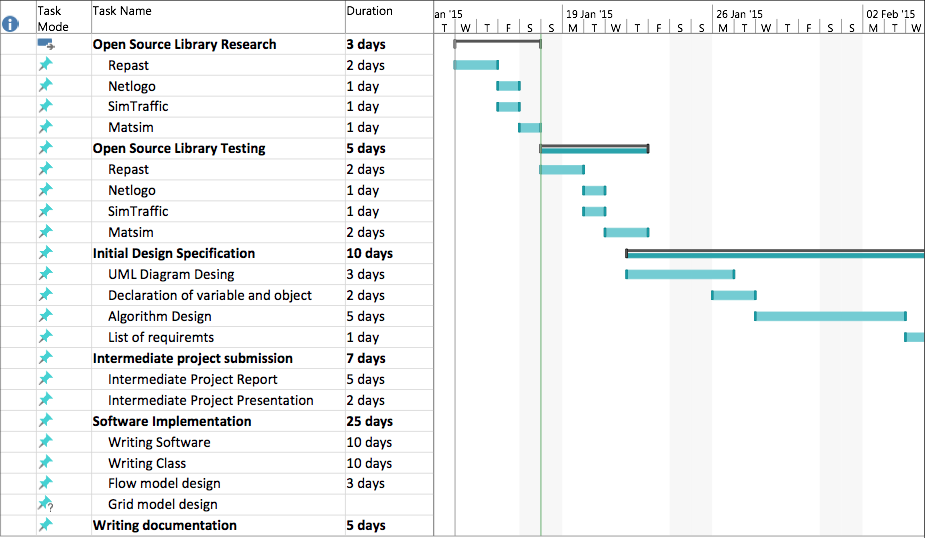 Task Mode Task Name Duration an '15 19 Jan '15 26 Jan '15 02 Feb '15
T W T F S S M T W T F S S M T W T F S S M T W
Open Source Library Research 3 days
Repast 2 days
Netlogo 1 day
SimTraffic 1 day
Matsim 1 day
Open Source Library Testing 5 days
Repast 2 days
Netlogo 1 day
SimTraffic 1 day
Matsim 2 days
Initial Design Specification 10 days
UML Diagram Desing 3 days
Declaration of variable and object 2 days
Algorithm Design 5 days
List of requiremts 1 day
Intermediate project submission 7 days
Intermediate Project Report 5 days
Intermediate Project Presentation 2 days
Software Implementation 25 days
Writing Software 10 days
Writing Class 10 days
Flow model design 3 days
? Grid model design
Writing documentation 5 days